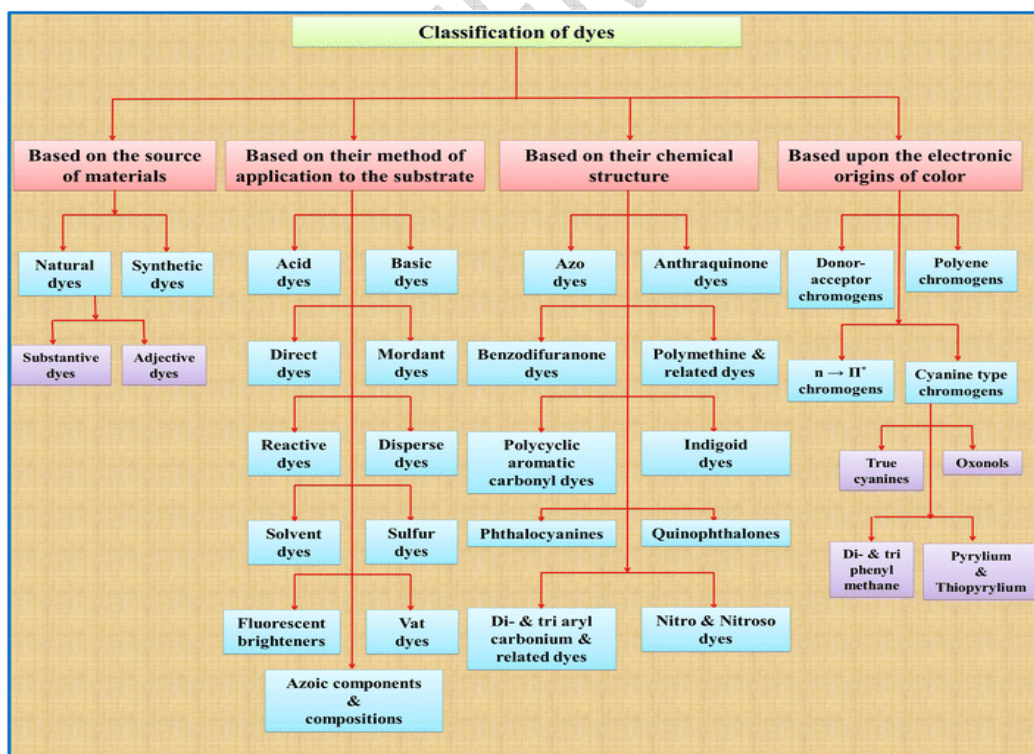 Classification of dyes
Based on the source
of materials
Based on their method of
application to the substrate
Based on their chemical
structure
Based upon the electronic
origins of color
Natural
dyes
Synthetic
dyes
Substantive
dyes
Adjective
dyes
Acid
dyes
Basic
dyes
Direct
dyes
Mordant
dyes
Reactive
dyes
Disperse
dyes
Solvent
dyes
Sulfur
dyes
Fluorescent
brighteners
Vat
dyes
Azoic components
&
compositions
Azo
dyes
Anthraquinone
dyes
Benzodifuranone
dyes
Polymethine &
related dyes
Polycyclic
aromatic
carbonyl dyes
Indigoid
dyes
Phthalocyanines
Quinophthalones
Di- & tri aryl
carbonium &
related dyes
Nitro & Nitroso
dyes
Donor-
acceptor
chromogens
Polyene
chromogens
n → Π*
chromogens
Cyanine type
chromogens
True
cyanines
Oxonols
Di- & tri
phenyl
methane
Pyrylium
&
Thiopyrylium